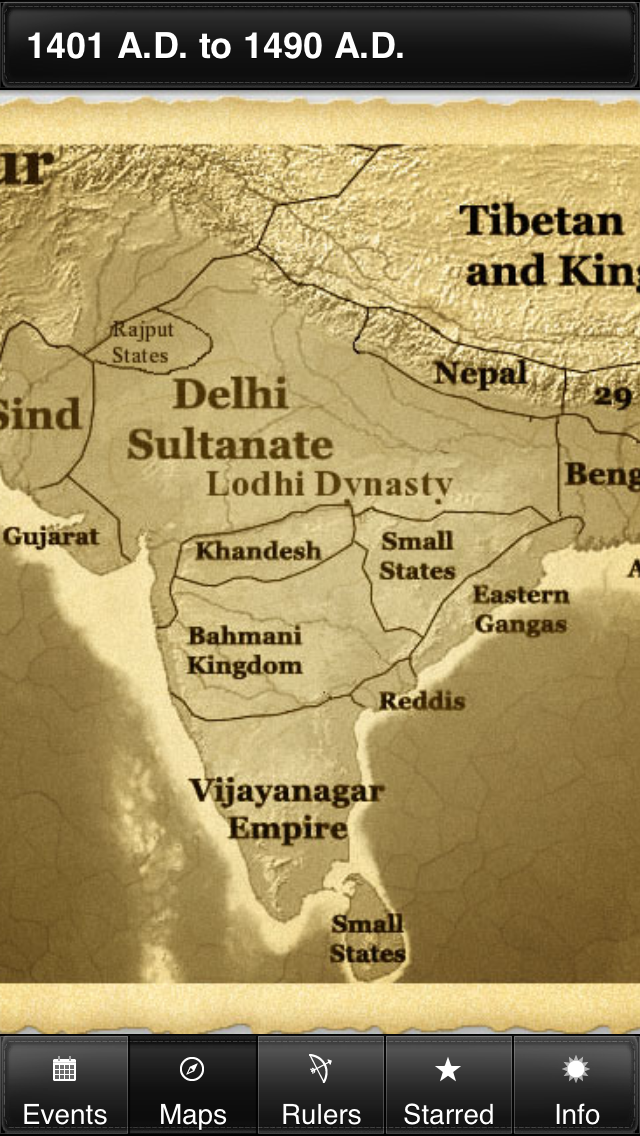 1401 A.D. to 1490 A.D.
ur
Tibetan
and King
Rajput
States
Nepal
29
Delhi
Sultanate
Sind
Lodhi Dynasty
Beng
Gujarat
Khandesh
Small
States
A
Eastern
Gangas
Bahmani
Kingdom
Reddis
Vijayanagar
Empire
Small
States
Events Maps Rulers Starred Info